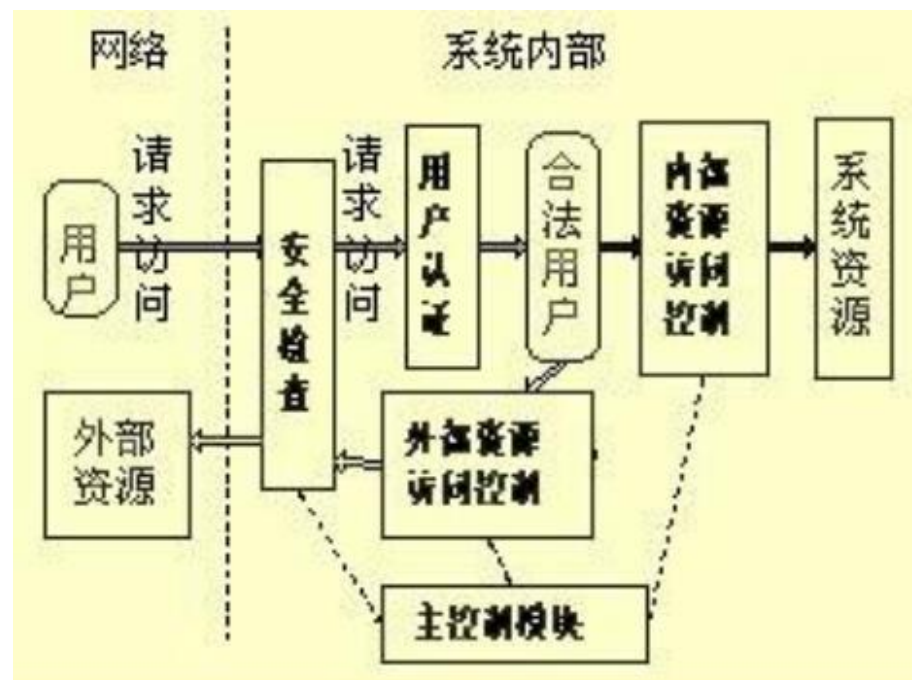 网络
系统内部
用户
请求访问
安全检查
请求访问
用户认证
合法用户
内部
资源
访问
控制
系统资源
外部
资源
外部资源
访问控制
主控制模块